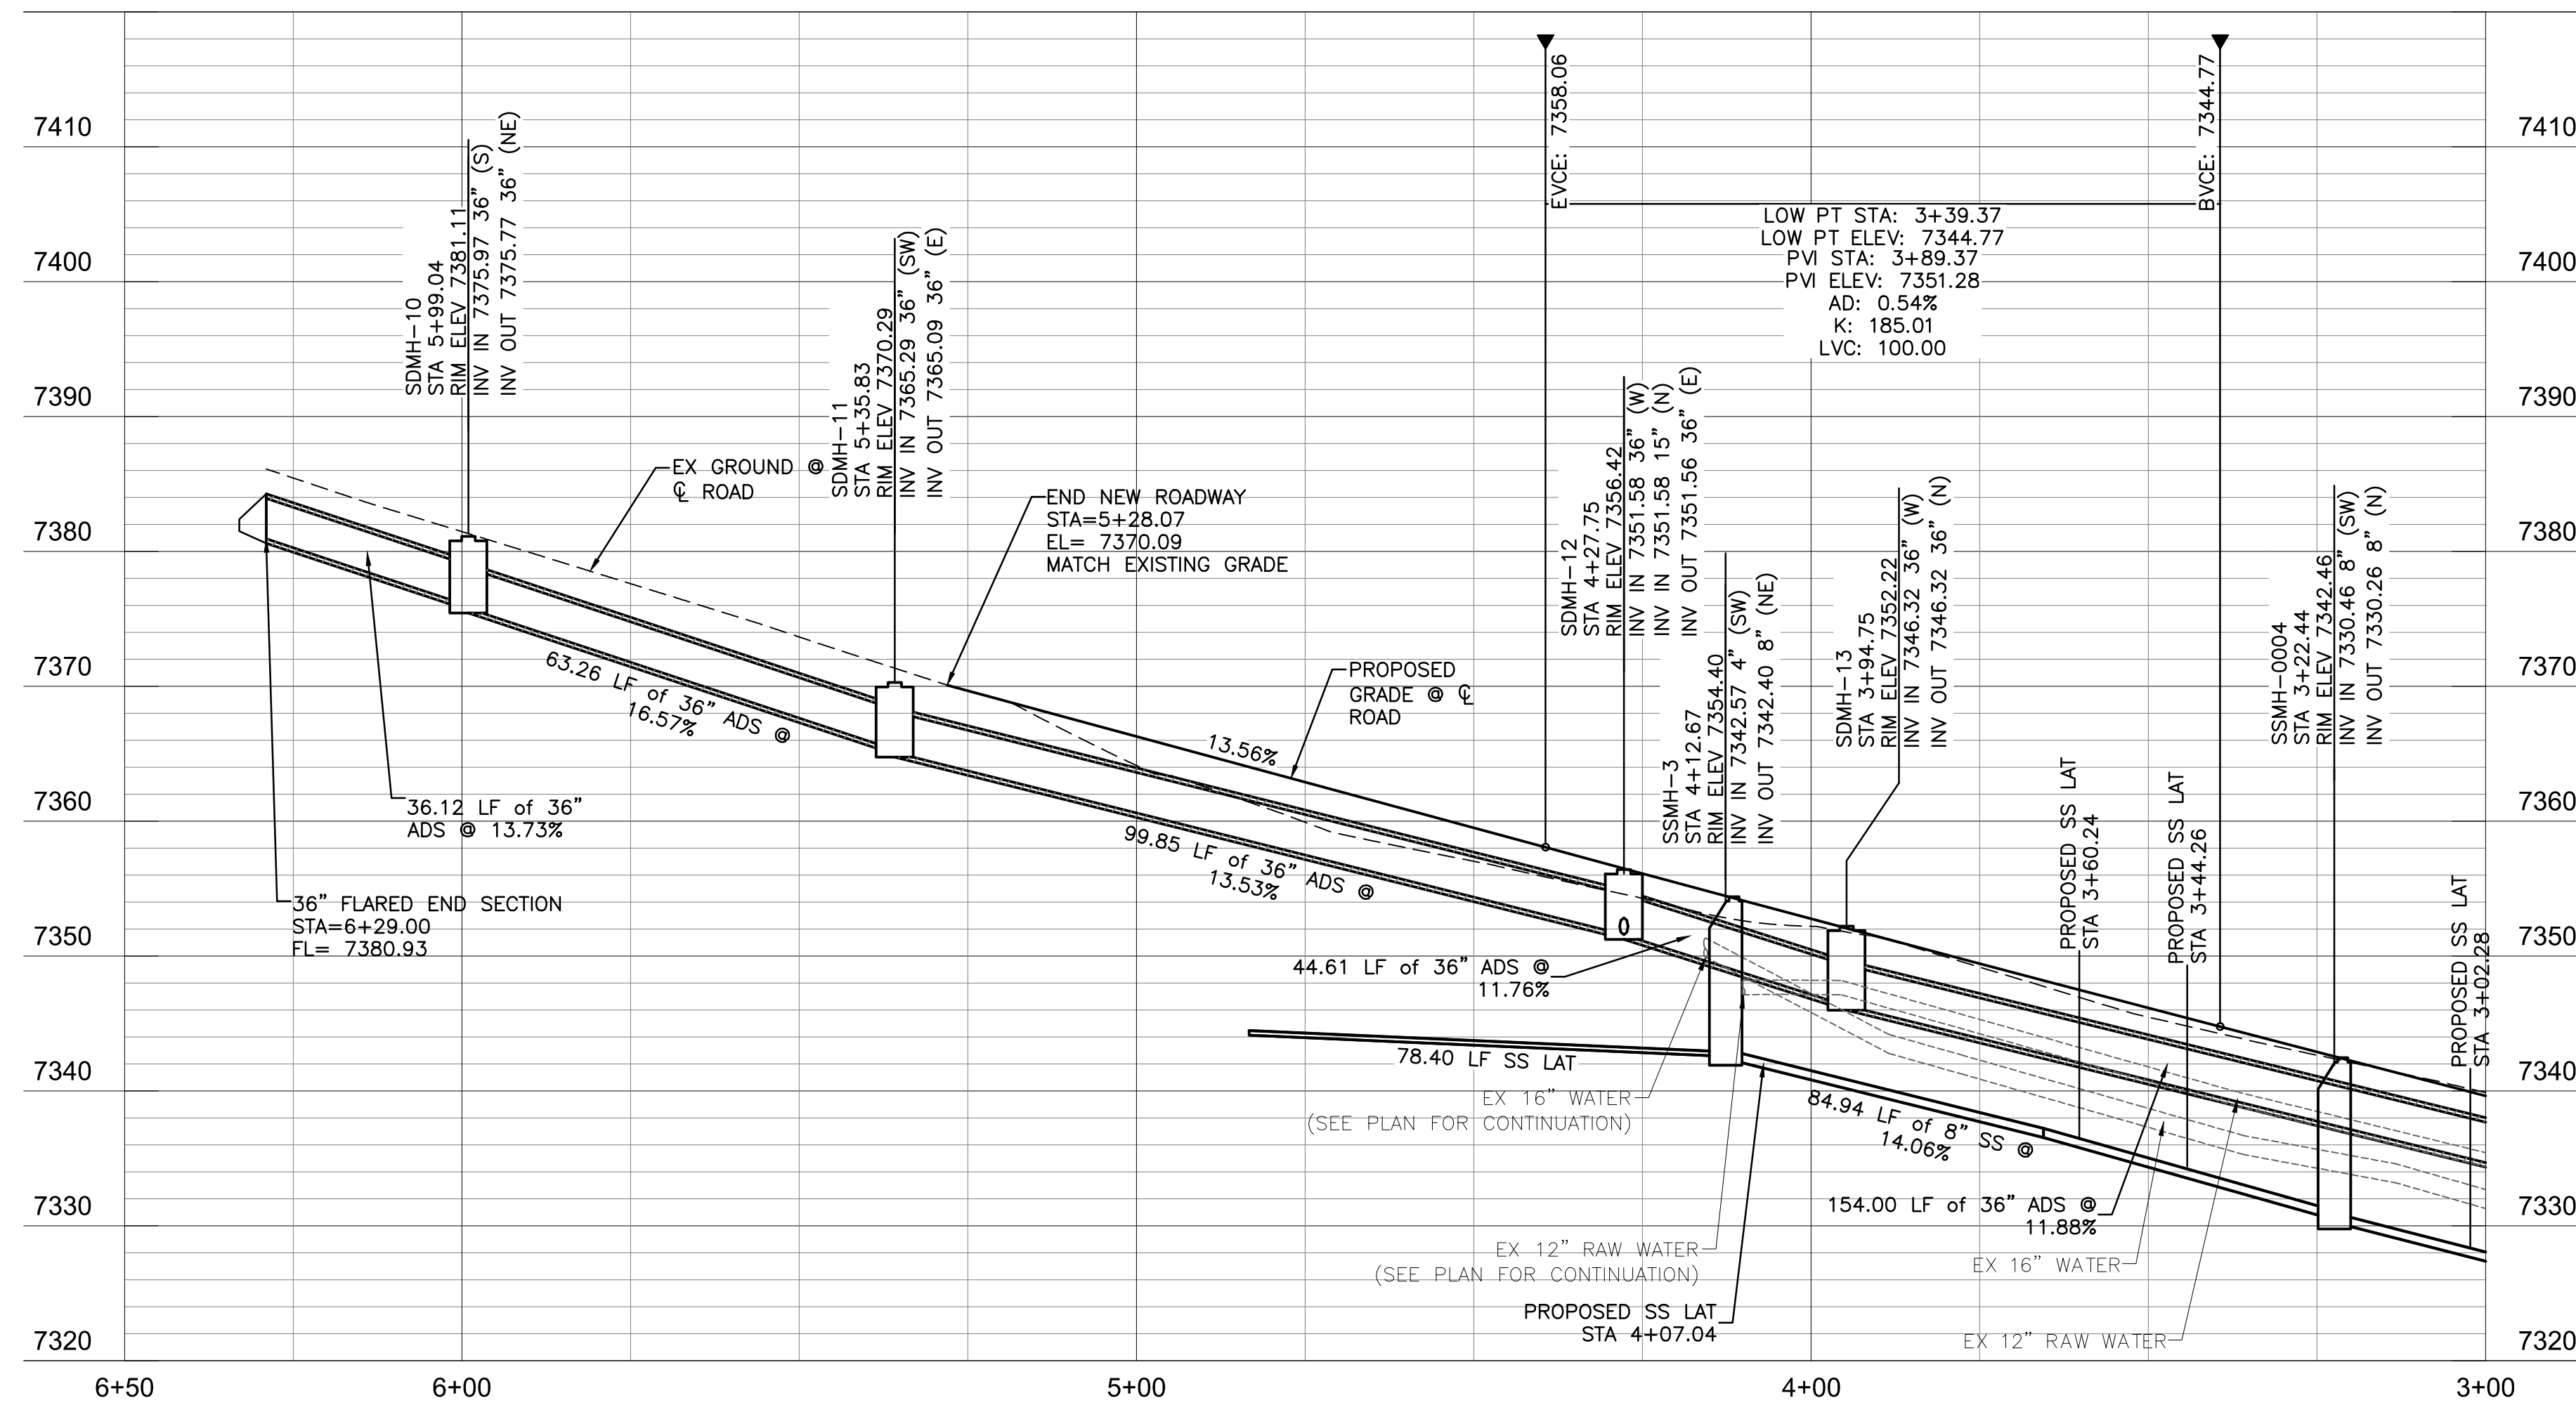 7410
7400
7390
7380
7370
7360
7350
7340
7330
7320
SDMH-10
STA 5+99.04
RIM ELEV 7381.11
INV IN 7375.97 36" (S)
INV OUT 7375.77 36" (NE)
EX GROUND @
℄ ROAD
SDMH-11
STA 5+35.83
RIM ELEV 7370.29
INV IN 7365.29 36" (SW)
INV OUT 7365.09 36" (E)
END NEW ROADWAY
STA=5+28.07
EL= 7370.09
MATCH EXISTING GRADE
63.26 LF of 36" ADS @
16.57%
36.12 LF of 36"
ADS @ 13.73%
36" FLARED END SECTION
STA=6+29.00
FL= 7380.93
13.56%
PROPOSED
GRADE @ ℄
ROAD
99.85 LF of 36" ADS @
13.53%
EVCE: 7358.06
BVCE: 7344.77
LOW PT STA: 3+39.37
LOW PT ELEV: 7344.77
PVI STA: 3+89.37
PVI ELEV: 7351.28
AD: 0.54%
K: 185.01
LVC: 100.00
SDMH-12
STA 4+27.75
RIM ELEV 7356.42
INV IN 7351.58 36" (W)
INV IN 7351.58 15" (N)
INV OUT 7351.56 36" (E)
SSMH-3
STA 4+12.67
RIM ELEV 7354.40
INV IN 7342.57 4" (SW)
INV OUT 7342.40 8" (NE)
SDMH-13
STA 3+94.75
RIM ELEV 7352.22
INV IN 7346.32 36" (W)
INV OUT 7346.32 36" (N)
SSMH-0004
STA 3+22.44
RIM ELEV 7342.46
INV IN 7330.46 8" (SW)
INV OUT 7330.26 8" (N)
PROPOSED SS LAT
STA 3+60.24
PROPOSED SS LAT
STA 3+44.26
PROPOSED SS LAT
STA 3+02.28
44.61 LF of 36" ADS @
11.76%
78.40 LF SS LAT
EX 16" WATER
(SEE PLAN FOR CONTINUATION)
84.94 LF of 8" SS @
14.06%
154.00 LF of 36" ADS @
11.88%
EX 12" RAW WATER
(SEE PLAN FOR CONTINUATION)
EX 16" WATER
PROPOSED SS LAT
STA 4+07.04
EX 12" RAW WATER
7410
7400
7390
7380
7370
7360
7350
7340
7330
7320
6+50
6+00
5+00
4+00
3+00